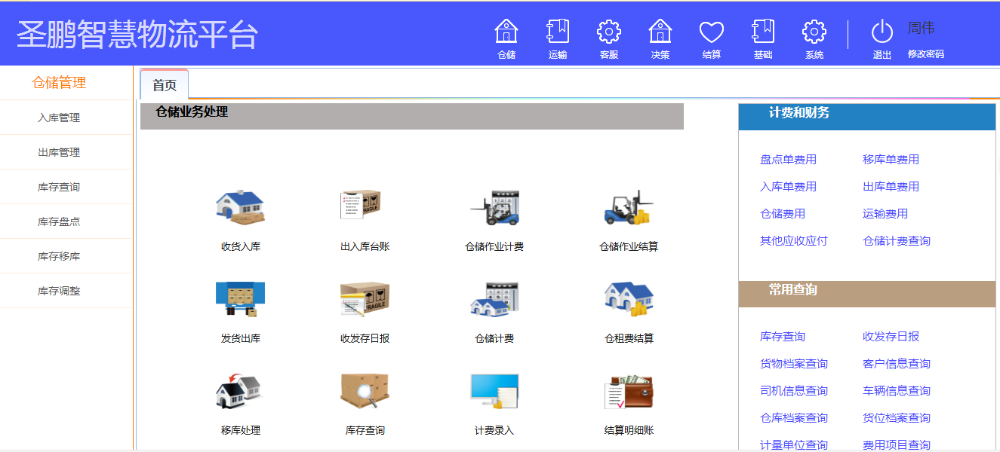 圣鹏智慧物流平台
仓储 运输 客服 决策 结算 基础 系统 退出 周伟 修改密码
仓储管理
入库管理
出库管理
库存查询
库存盘点
库存移库
库存调整
首页
仓储业务处理
收货入库 出入库台账 仓储作业计费 仓储作业结算
发货出库 收发存日报 仓储计费 仓租费结算
移库处理 库存查询 计费录入 结算明细账
计费和财务
盘点单费用 移库单费用
入库单费用 出库单费用
仓储费用 运输费用
其他应收应付 仓储计费查询
常用查询
库存查询 收发存日报
货物档案查询 客户信息查询
司机信息查询 车辆信息查询
仓库档案查询 货位档案查询
计量单位查询 费用项目查询